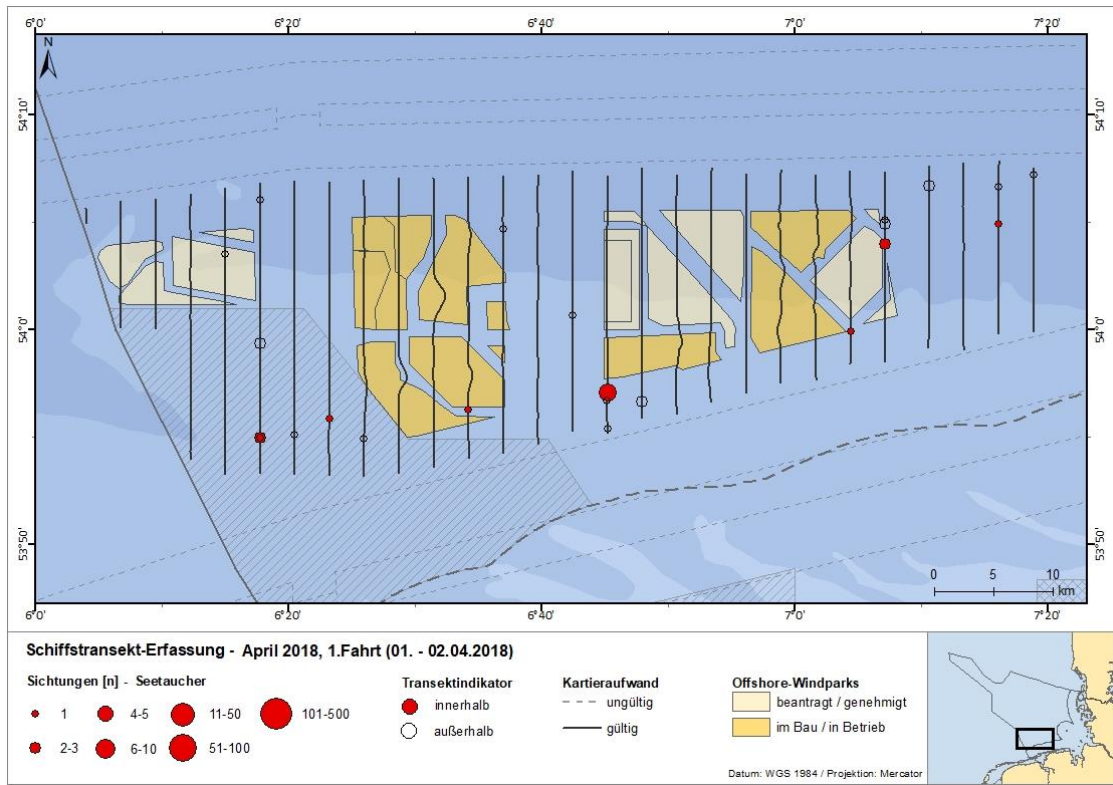 6°0' 6°20' 6°40' 7°0' 7°20'
N
54°10' 54°10'
54°0' 54°0'
53°50' 53°50'
0 5 10
km
6°0' 6°20' 6°40' 7°0' 7°20'
Schiffstransekt-Erfassung - April 2018, 1.Fahrt (01. - 02.04.2018)
Sichtungen [n] - Seetaucher
1 4-5 11-50 101-500
2-3 6-10 51-100
Transektindikator
innerhalb
außerhalb
Kartieraufwand
ungültig
gültig
Offshore-Windparks
beantragt / genehmigt
im Bau / in Betrieb
Datum: WGS 1984 / Projektion: Mercator